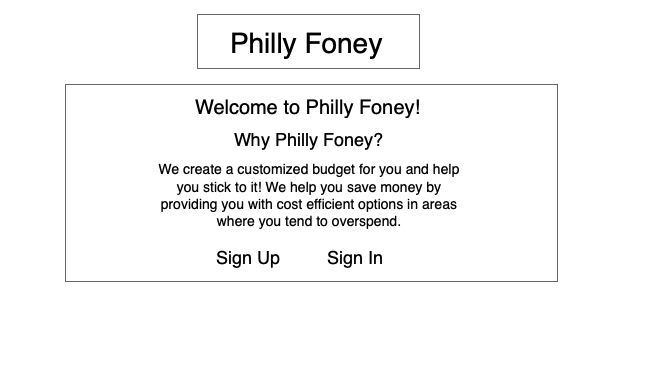 Philly Foney
Welcome to Philly Foney!
Why Philly Foney?
We create a customized budget for you and help
you stick to it! We help you save money by
providing you with cost efficient options in areas
where you tend to overspend.
Sign Up Sign In